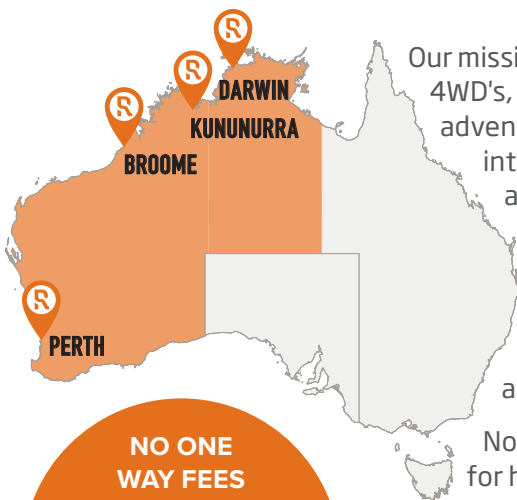 DARWIN
KUNUNURRA
BROOME
PERTH
NO ONE
WAY FEES
Our missi
4WD's,
adven
int
a
a
No
for h